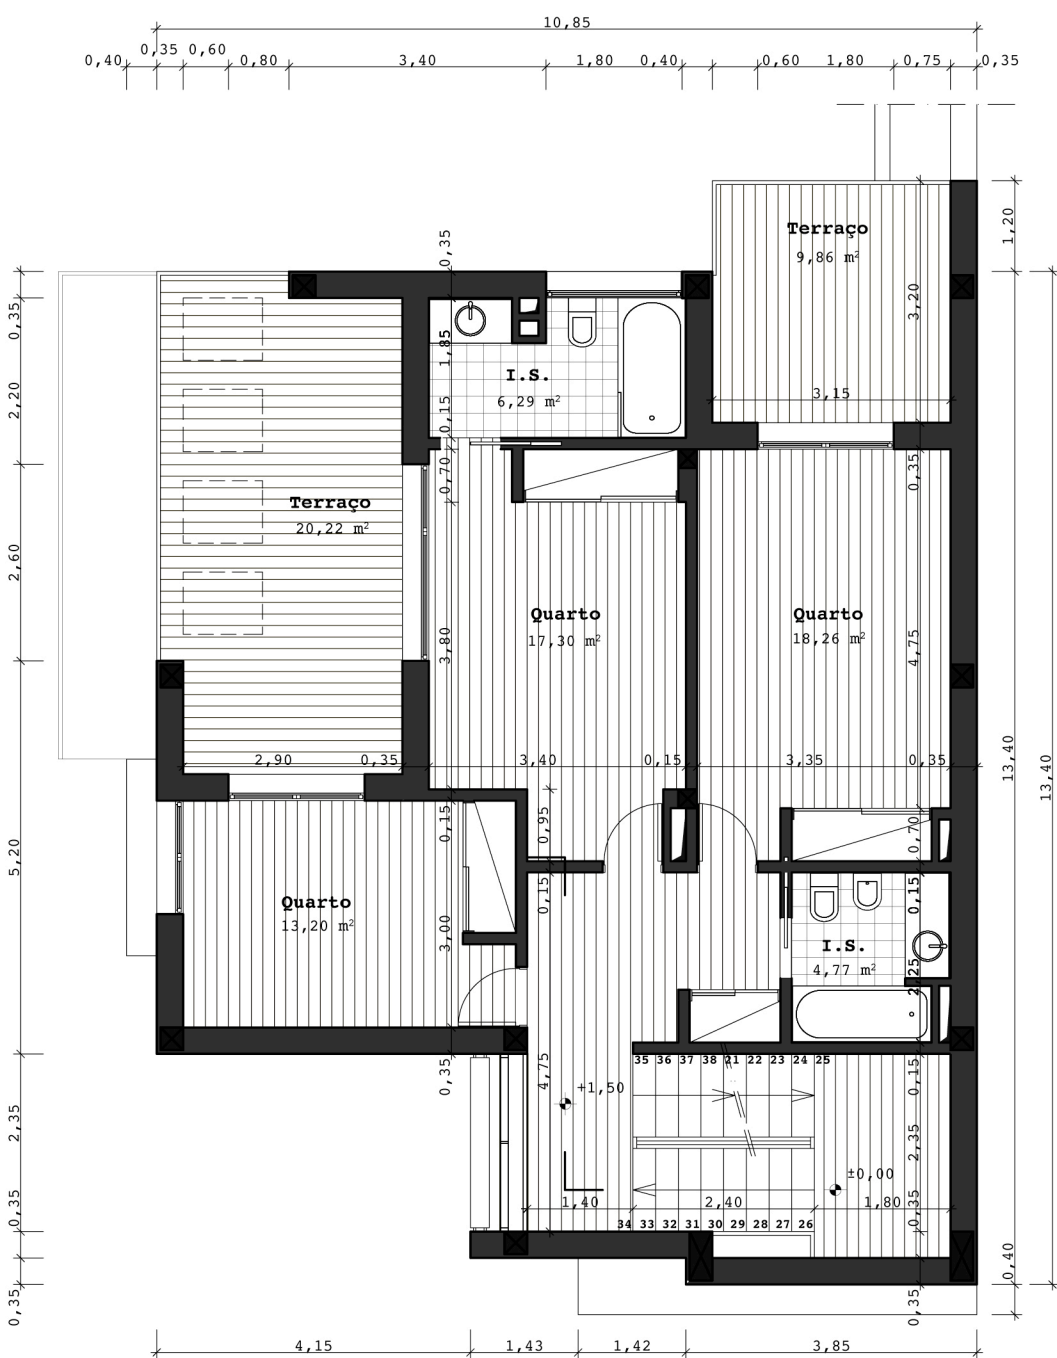 10,85
0,35 0,60
0,40 0,80 3,40 1,80 0,40 0,60 1,80 0,75 0,35
1,20
Terraço
9,86 m²
0,35
0,35
3,20
1,85
I.S.
6,29 m²
3,15
2,20
0,15
0,70
0,35
Terraço
20,22 m²
2,60
Quarto
17,30 m²
Quarto
18,26 m²
3,80
4,75
2,90 0,35 3,40 0,15 3,35 0,35
13,40
13,40
0,15
0,95
0,70
5,20
Quarto
13,20 m²
0,15
0,15
3,00
I.S.
4,77 m²
2,25
35 36 37 38 21 22 23 24 25
0,35
4,75
+1,50
0,15
2,35
2,35
±0,00
1,40 2,40 1,80
0,35
0,35
34 33 32 31 30 29 28 27 26
0,40
0,35
0,35
4,15 1,43 1,42 3,85